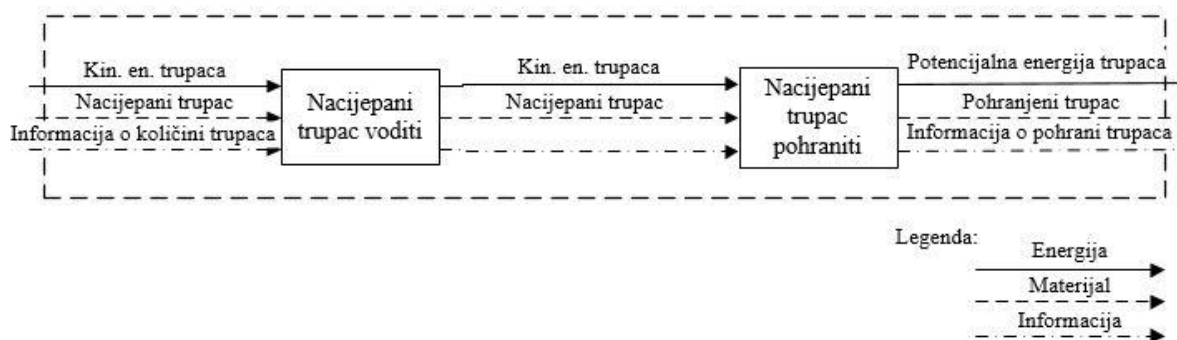 Kin. en. trupaca
Nacijepani trupac
Informacija o količini trupaca
Nacijepani
trupac voditi
Kin. en. trupaca
Nacijepani trupac
Nacijepani
trupac
pohraniti
Potencijalna energija trupaca
Pohranjeni trupac
Informacija o pohrani trupaca
Legenda:
Energija
Materijal
Informacija